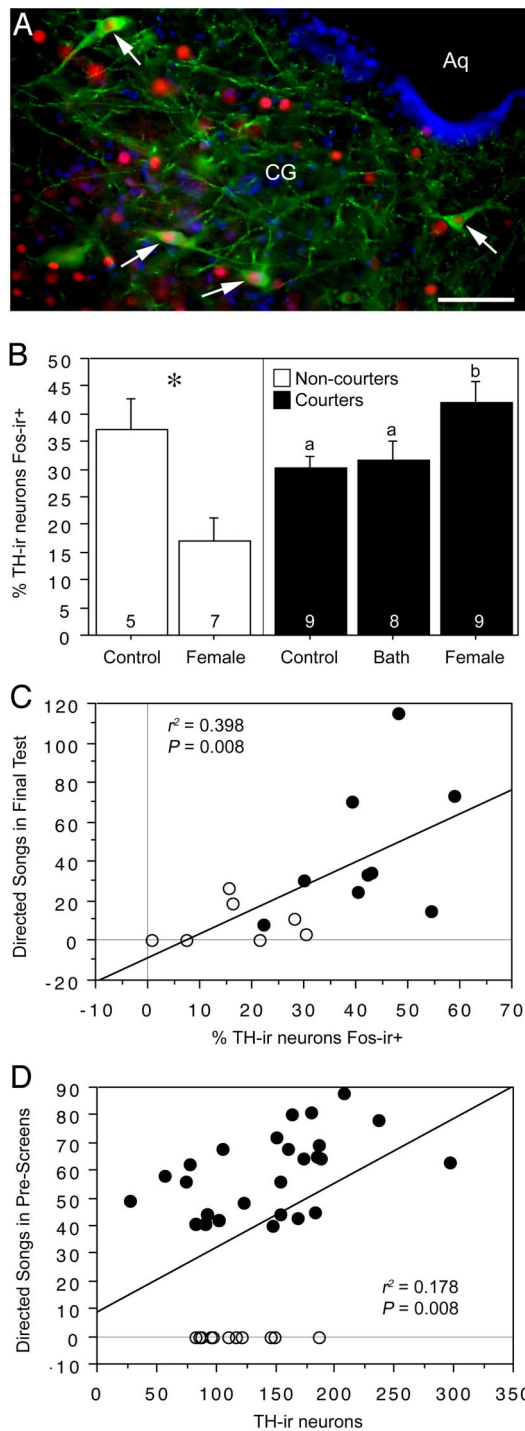 A
Aq
CG
B
% TH-ir neurons Fos-ir+
50
45
40
35
30
25
20
15
10
5
0
*
Non-courters
Courters
a
a
b
5
7
9
8
9
Control
Female
Control
Bath
Female
C
Directed Songs in Final Test
120
100
80
60
40
20
0
-20
r² = 0.398
P = 0.008
-10
0
10
20
30
40
50
60
70
% TH-ir neurons Fos-ir+
D
Directed Songs in Pre-Screens
90
80
70
60
50
40
30
20
10
0
·10
r² = 0.178
P = 0.008
0
50
100
150
200
250
300
350
TH-ir neurons